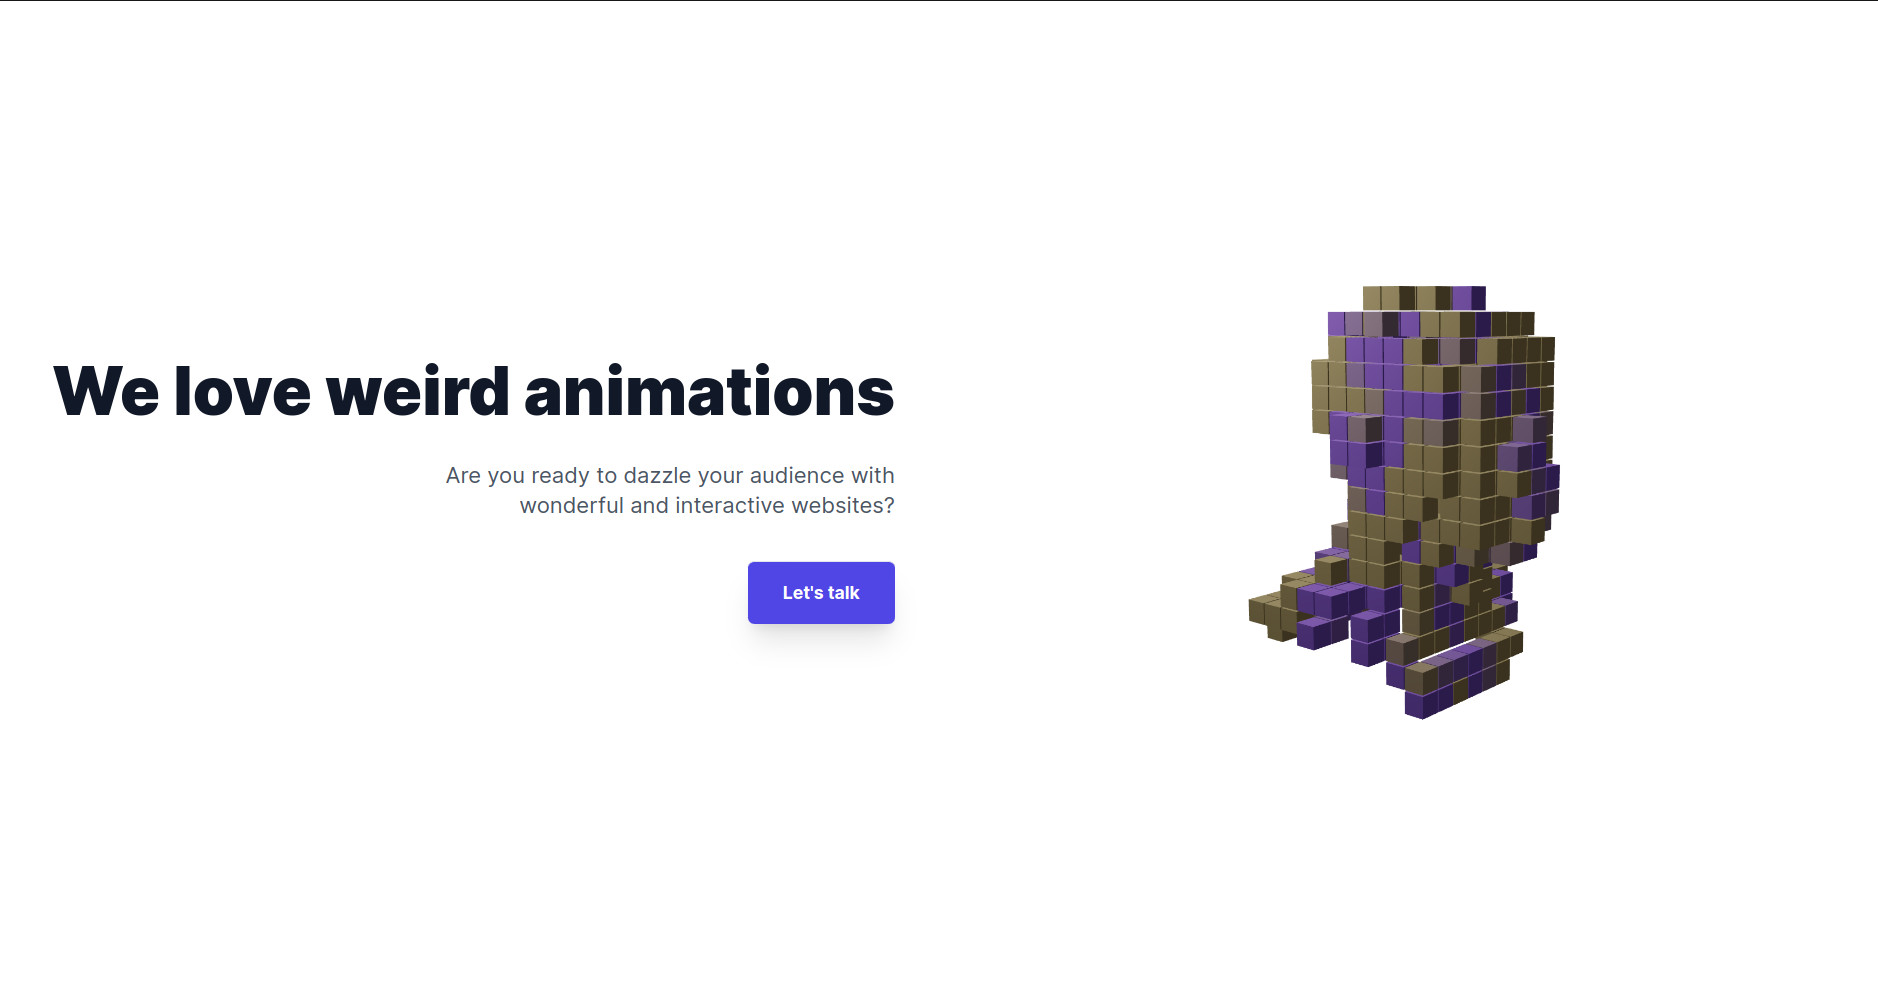 We love weird animations
Are you ready to dazzle your audience with
wonderful and interactive websites?
Let's talk